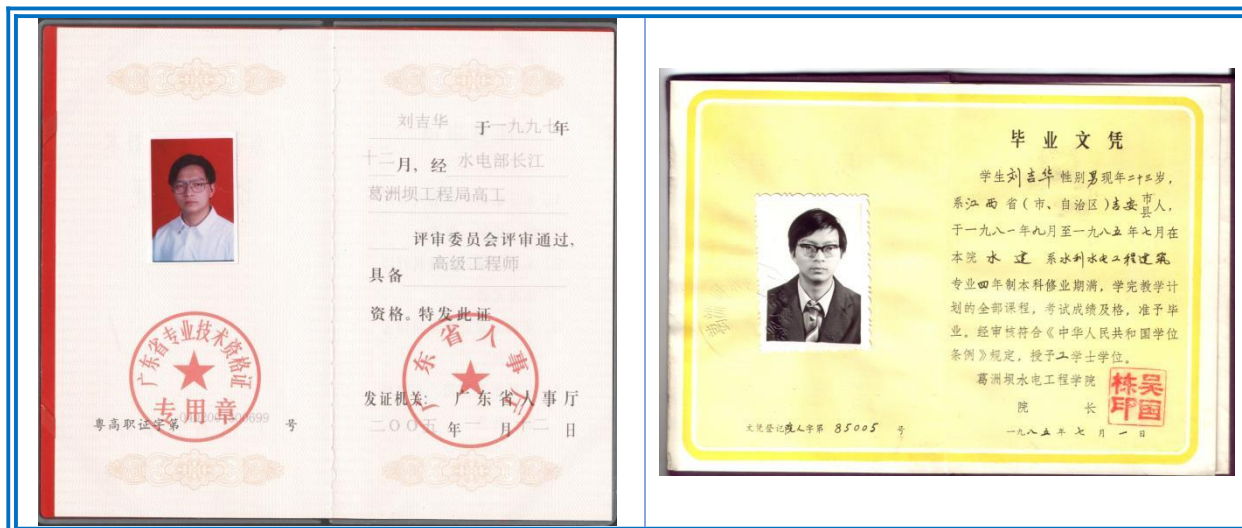 刘吉华 于一九九七年
十二月，经 水电部长江
葛洲坝工程局高工
评审委员会评审通过，
具备 高级工程师
资格。特发此证
广东省人事厅
发证机关： 广东省人事厅
二〇〇五年 一月十二日
广东省专业技术资格证
专用章
粤高职证字第 号
毕业文凭
学生刘吉华性别男现年二十三岁，
系江西省（市、自治区）吉安市县人，
于一九八一年九月至一九八五年七月在
本院 水建 系水利水电工程建筑
专业四年制本科修业期满，学完教学计
划的全部课程，考试成绩及格，准予毕
业。经审核符合《中华人民共和国学位
条例》规定，授予工学士学位。
葛洲坝水电工程学院
院 长
吴国栋印
文凭登记院人字第 85005 号
一九八五年七月一日